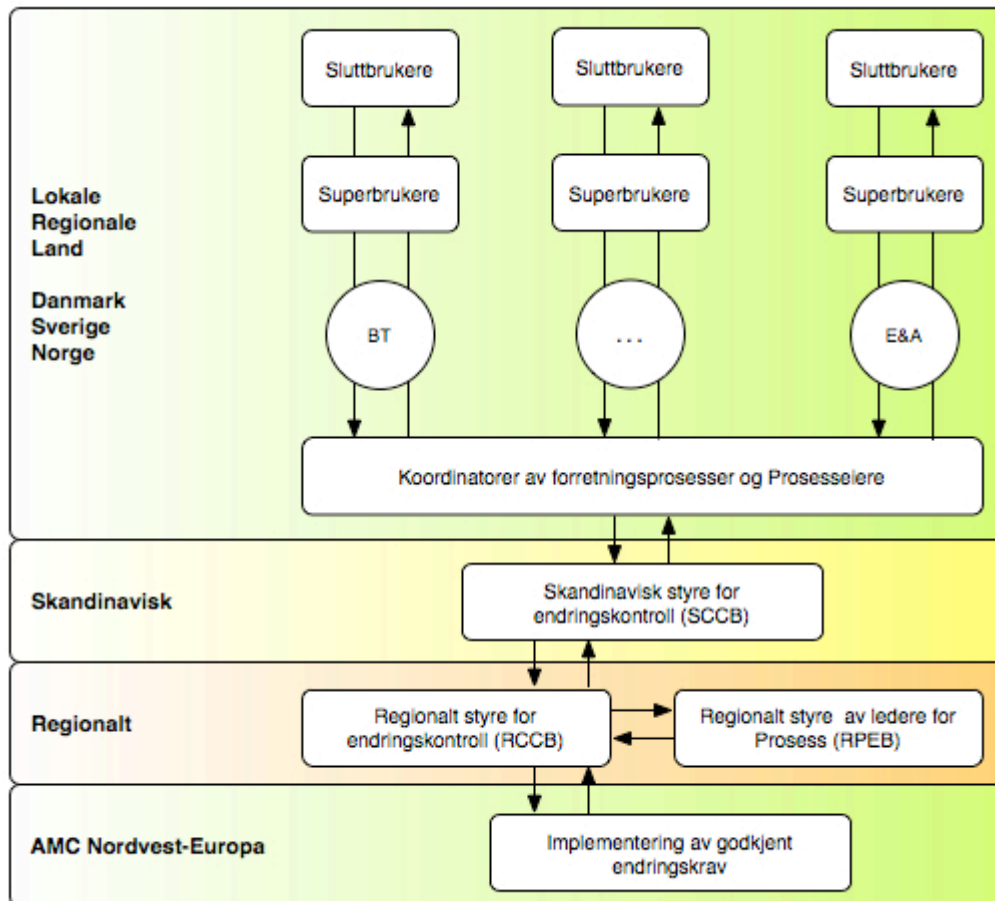 Sluttbrukere
Sluttbrukere
Sluttbrukere
Superbrukere
Superbrukere
Superbrukere
Lokale
Regionale
Land
Danmark
Sverige
Norge
BT
...
E&A
Koordinatorer av forretningsprosesser og Prosesseiere
Skandinavisk
Skandinavisk styre for
endringskontroll (SCCB)
Regionalt
Regionalt styre for
endringskontroll (RCCB)
Regionalt styre av ledere for
Prosess (RPEB)
AMC Nordvest-Europa
Implementering av godkjent
endringskrav